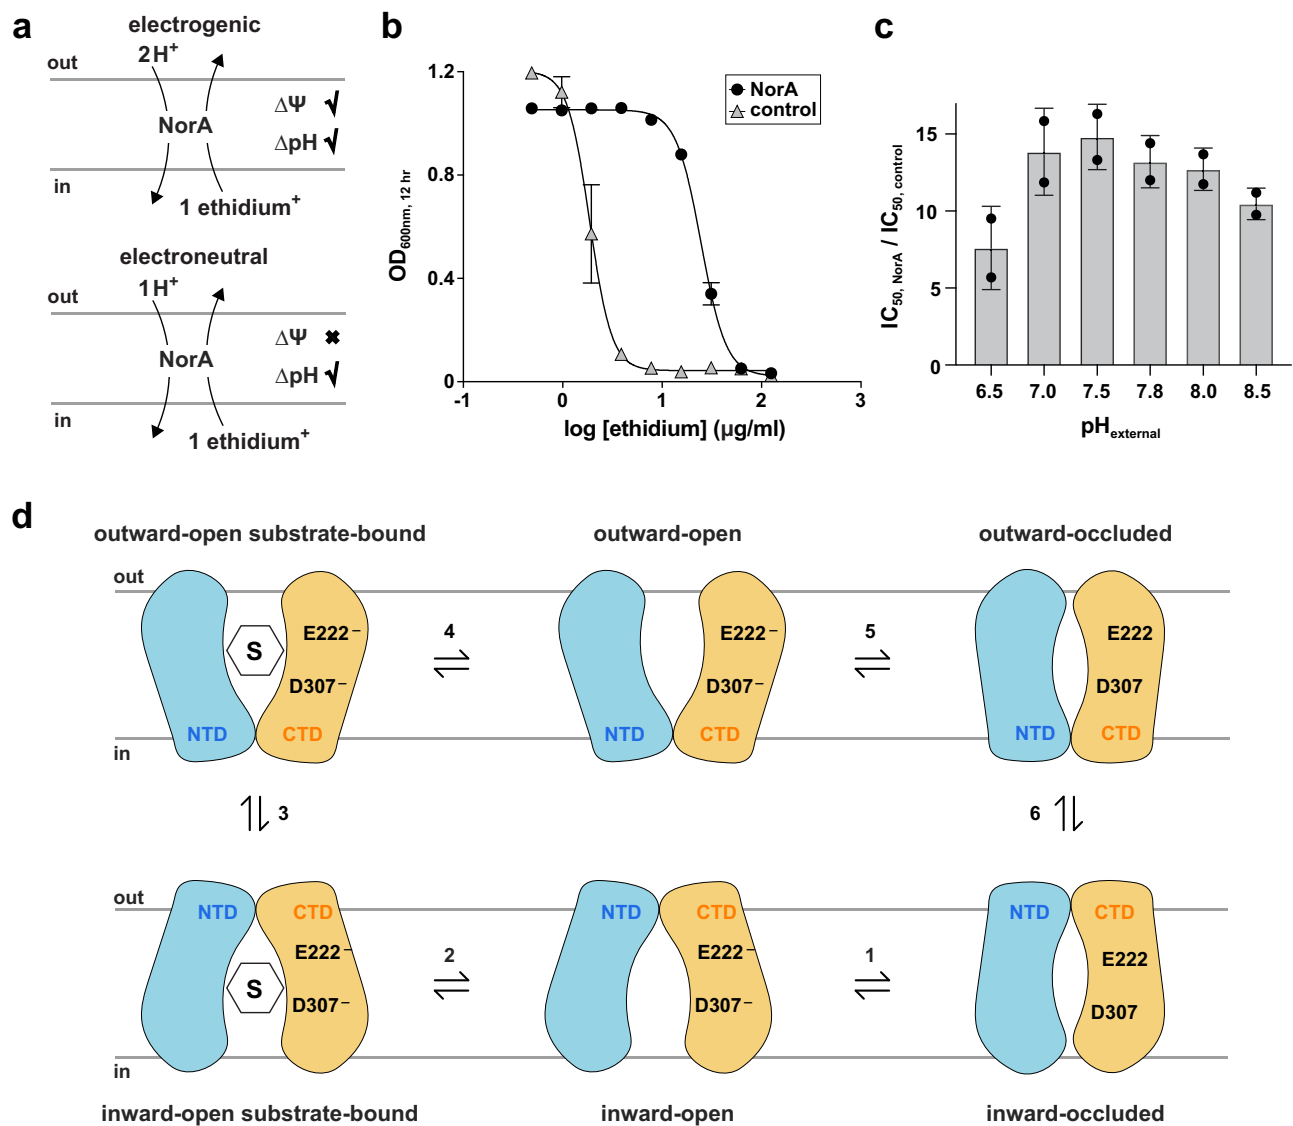 a
electrogenic
2H⁺
out
NorA
ΔΨ ✓
ΔpH ✓
in
1 ethidium⁺
electroneutral
1H⁺
out
NorA
ΔΨ ✖
ΔpH ✓
in
1 ethidium⁺
b
1.2
0.8
0.4
0
-1 0 1 2 3
OD600nm, 12 hr
log [ethidium] (µg/ml)
NorA
control
c
15
10
5
0
6.5 7.0 7.5 7.8 8.0 8.5
IC50, NorA / IC50, control
pHexternal
d
outward-open substrate-bound
outward-open
outward-occluded
out
S
E222⁻
D307⁻
NTD
CTD
in
4
E222⁻
D307⁻
NTD
CTD
5
E222
D307
NTD
CTD
3
6
out
NTD
CTD
E222⁻
S
D307⁻
in
2
NTD
CTD
E222⁻
D307⁻
1
NTD
CTD
E222
D307
inward-open substrate-bound
inward-open
inward-occluded